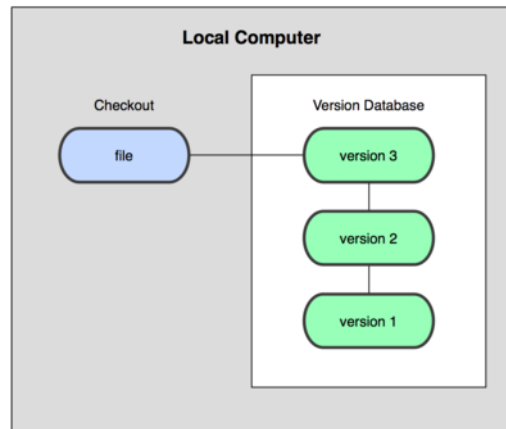 Local Computer
Checkout
Version Database
file
version 3
version 2
version 1